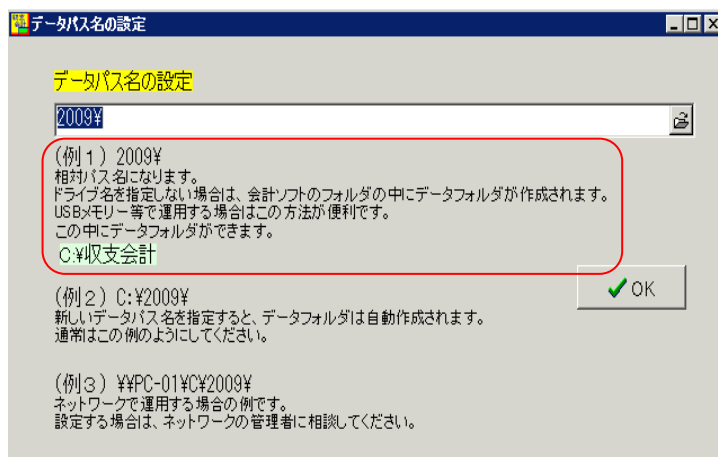 データパス名の設定
データパス名の設定
2009¥
(例1) 2009¥
相対パス名になります。
ドライブ名を指定しない場合は、会計ソフトのフォルダの中にデータフォルダが作成されます。
USBメモリー等で運用する場合はこの方法が便利です。
この中にデータフォルダができます。
C:¥収支会計
OK
(例2) C:¥2009¥
新しいデータパス名を指定すると、データフォルダは自動作成されます。
通常はこの例のようにしてください。
(例3) ¥¥PC-01¥C¥2009¥
ネットワークで運用する場合の例です。
設定する場合は、ネットワークの管理者に相談してください。